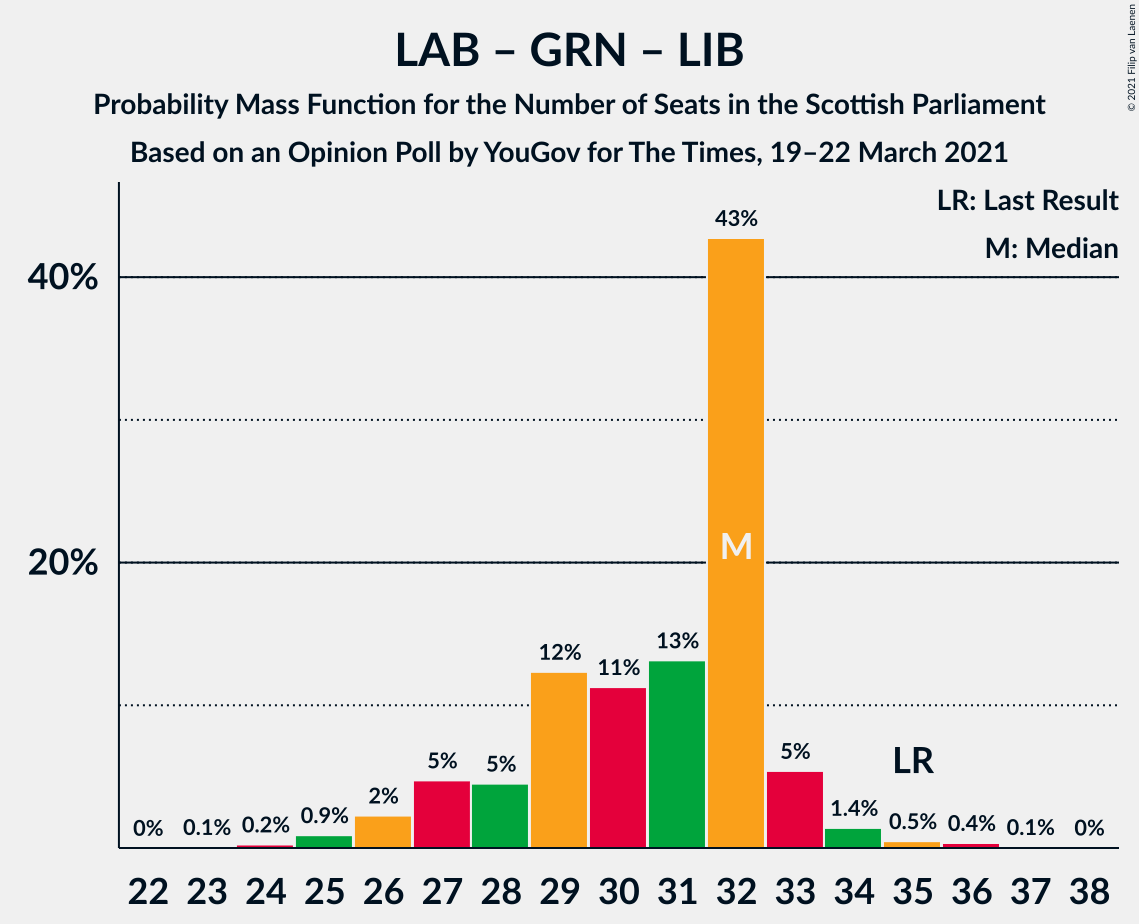 LAB – GRN – LIB
Probability Mass Function for the Number of Seats in the Scottish Parliament
Based on an Opinion Poll by YouGov for The Times, 19–22 March 2021
© 2021 Filip van Laenen
LR: Last Result
M: Median
43%
40%
M
20%
13%
12%
11%
LR
5%
5%
5%
2%
1.4%
0.9%
0.5%
0.4%
0.2%
0.1%
0.1%
0%
0%
22 23 24 25 26 27 28 29 30 31 32 33 34 35 36 37 38